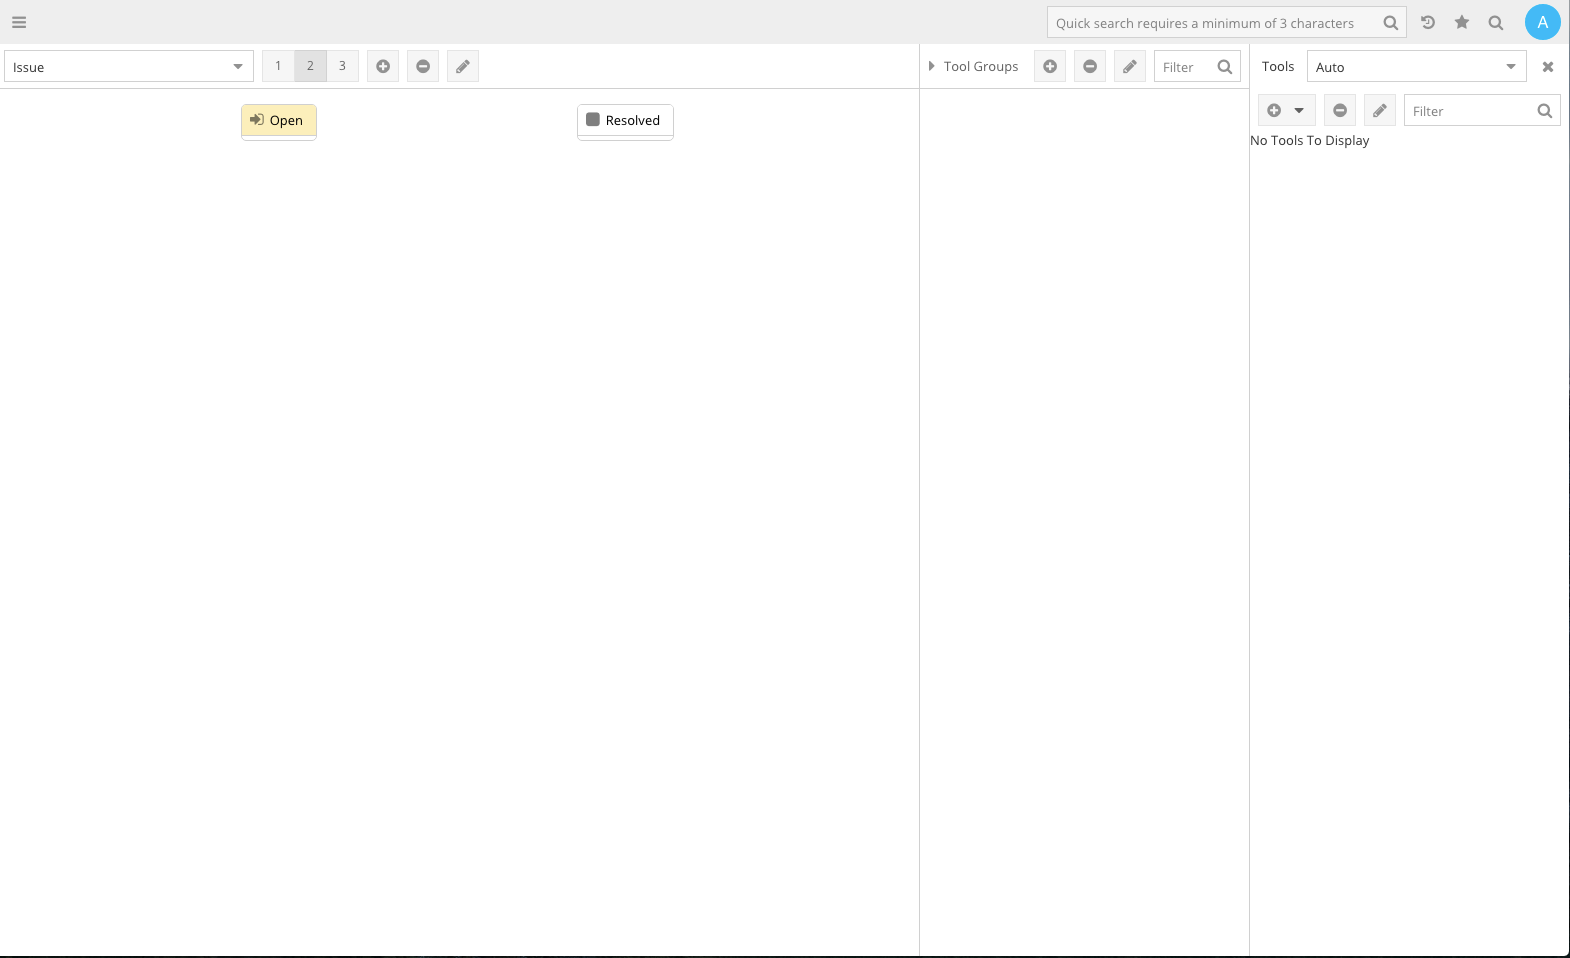 Quick search requires a minimum of 3 characters
A
Issue
1
2
3
Tool Groups
Filter
Tools
Auto
Filter
Open
Resolved
No Tools To Display